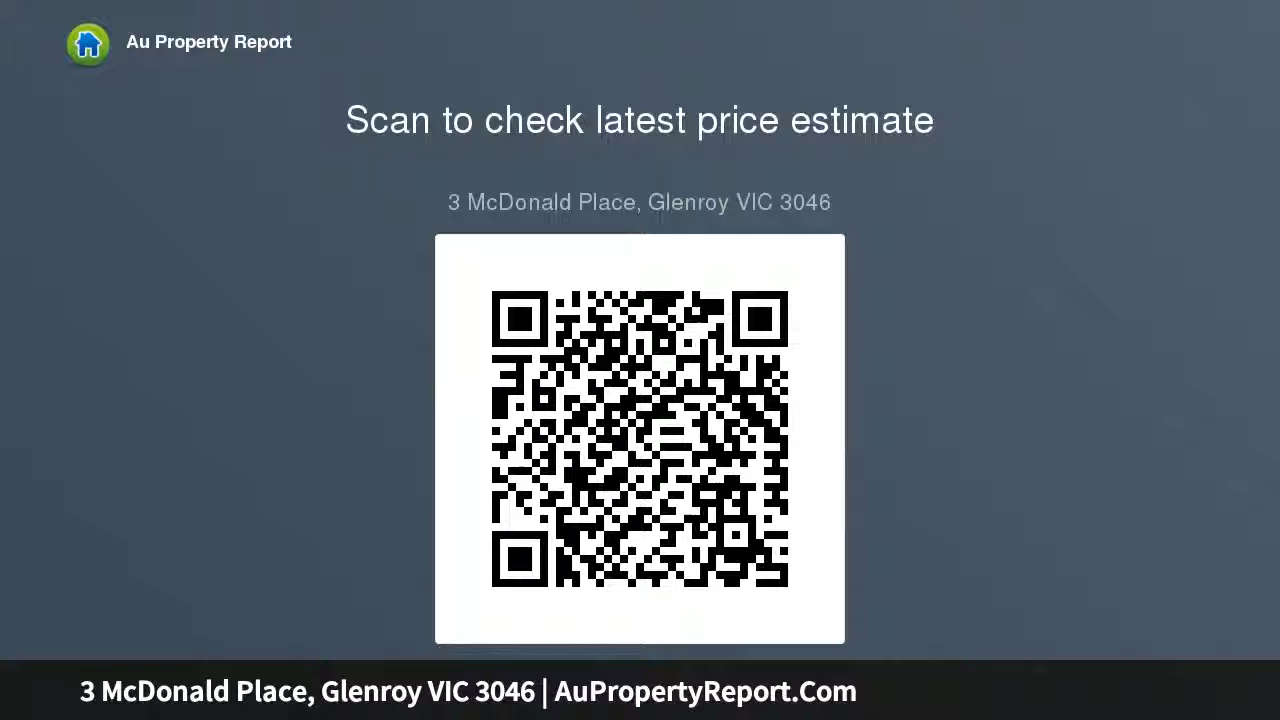 Au Property Report
Scan to check latest price estimate
3 McDonald Place, Glenroy VIC 3046
3 McDonald Place, Glenroy VIC 3046 | AuPropertyReport.Com